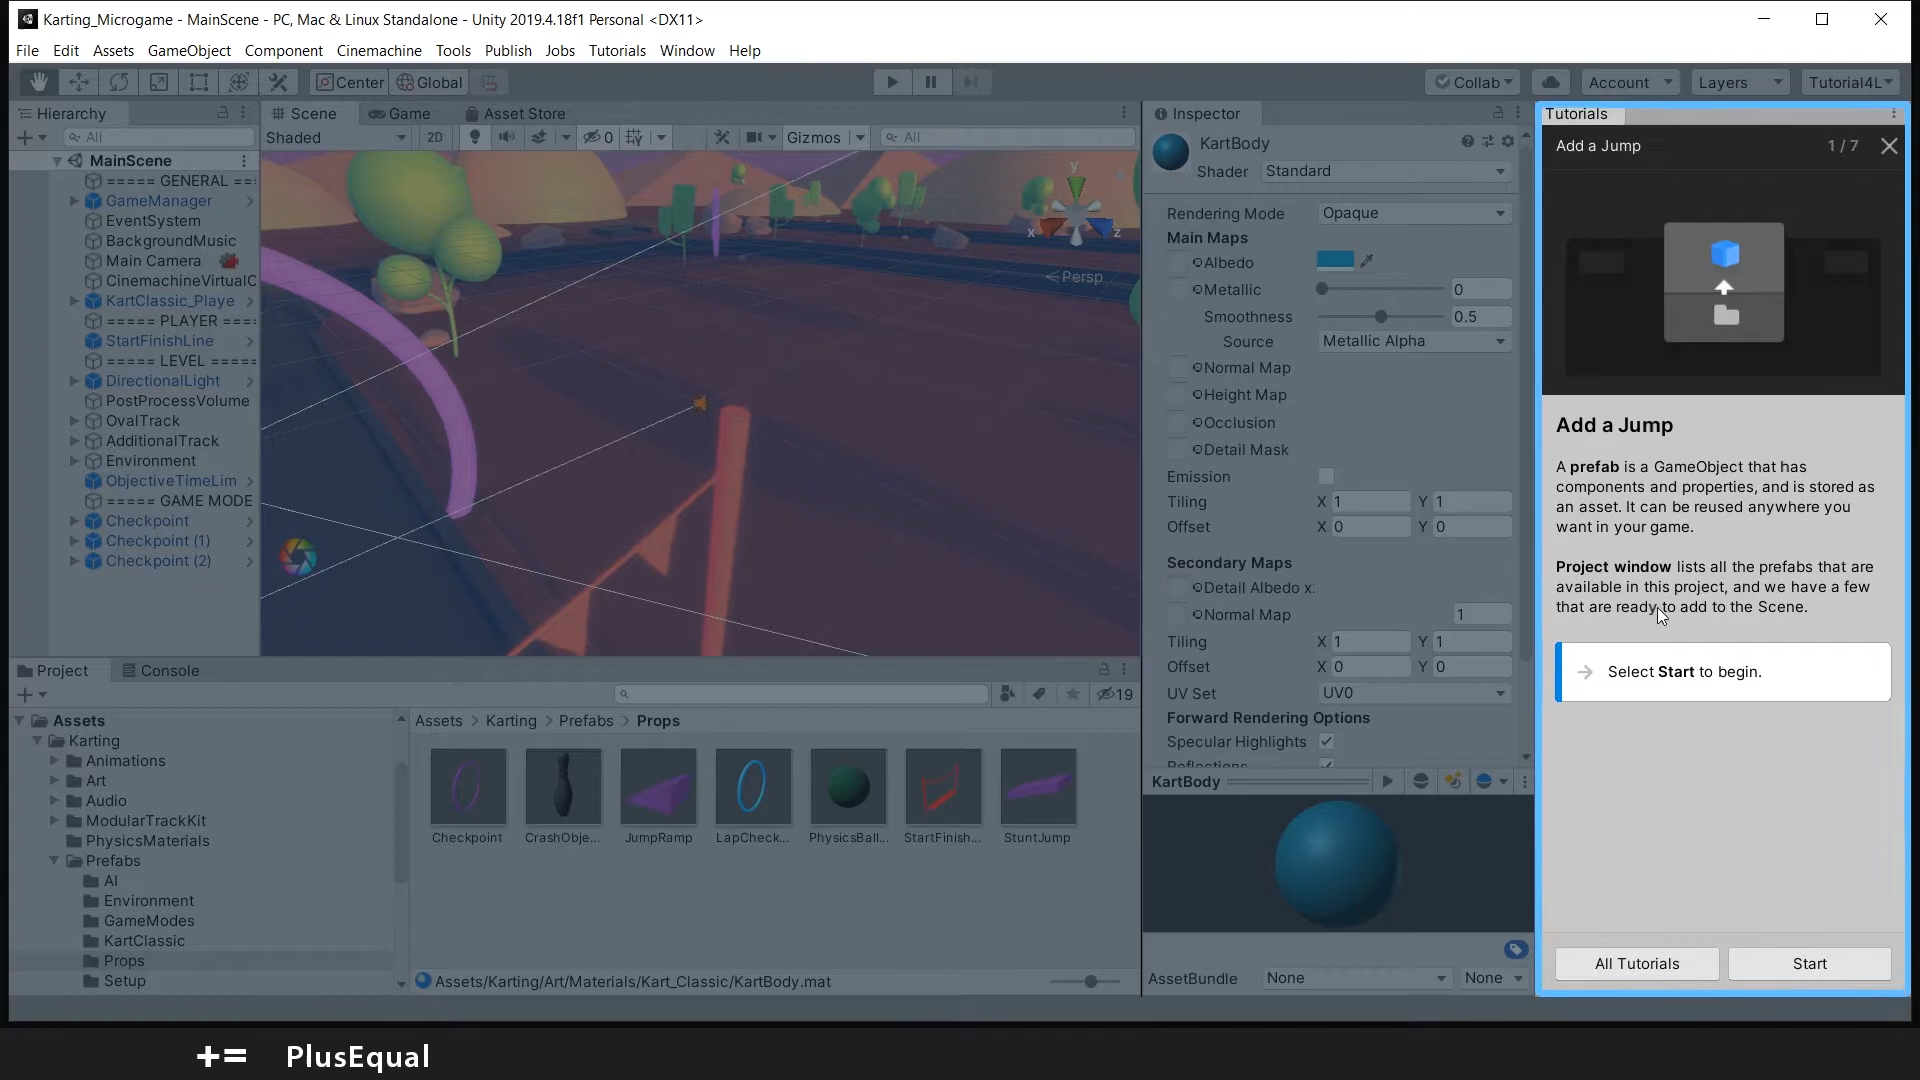 Karting_Microgame - MainScene - PC, Mac & Linux Standalone - Unity 2019.4.18f1 Personal <DX11>
File Edit Assets GameObject Component Cinemachine Tools Publish Jobs Tutorials Window Help
Center Global Collab Account Layers Tutorial4L
Hierarchy
All
MainScene
===== GENERAL ==
GameManager
EventSystem
BackgroundMusic
Main Camera
CinemachineVirtualC
KartClassic_Playe
===== PLAYER ====
StartFinishLine
===== LEVEL =====
DirectionalLight
PostProcessVolume
OvalTrack
AdditionalTrack
Environment
ObjectiveTimeLim
===== GAME MODE
Checkpoint
Checkpoint (1)
Checkpoint (2)
Scene Game Asset Store
Shaded 2D 0 Gizmos All
y
x z
Persp
Inspector
KartBody
Shader Standard
Rendering Mode Opaque
Main Maps
Albedo
Metallic 0
Smoothness 0.5
Source Metallic Alpha
Normal Map
Height Map
Occlusion
Detail Mask
Emission
Tiling X 1 Y 1
Offset X 0 Y 0
Secondary Maps
Detail Albedo x:
Normal Map 1
Tiling X 1 Y 1
Offset X 0 Y 0
UV Set UV0
Forward Rendering Options
Specular Highlights
Reflections
KartBody
AssetBundle None None
Tutorials
Add a Jump 1 / 7
Add a Jump
A prefab is a GameObject that has
components and properties, and is stored as
an asset. It can be reused anywhere you
want in your game.
Project window lists all the prefabs that are
available in this project, and we have a few
that are ready to add to the Scene.
Select Start to begin.
All Tutorials Start
Project Console
19
Assets
Karting
Animations
Art
Audio
ModularTrackKit
PhysicsMaterials
Prefabs
AI
Environment
GameModes
KartClassic
Props
Setup
Assets > Karting > Prefabs > Props
Checkpoint CrashObje... JumpRamp LapCheck... PhysicsBall... StartFinish... StuntJump
Assets/Karting/Art/Materials/Kart_Classic/KartBody.mat
+= PlusEqual